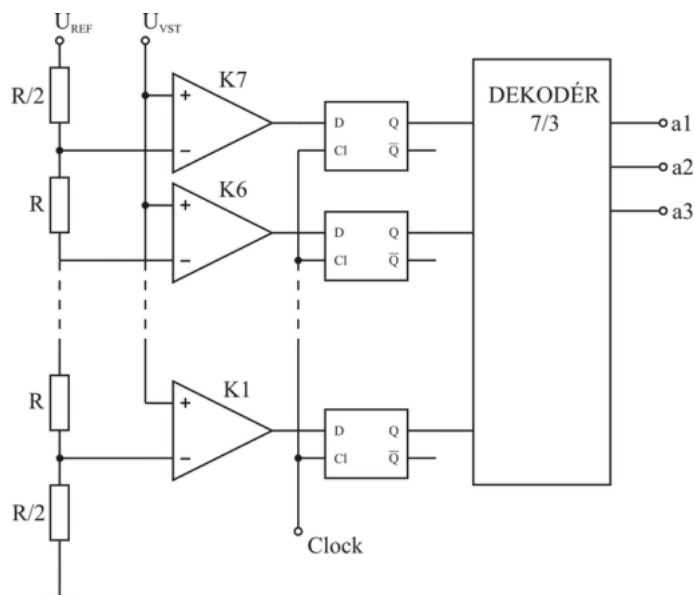 U_REF U_VST
R/2
K7
D Q
Cl Q̅
DEKODÉR
7/3
a1
a2
a3
R
K6
D Q
Cl Q̅
R
K1
D Q
Cl Q̅
R/2
Clock
+
−
+
−
+
−